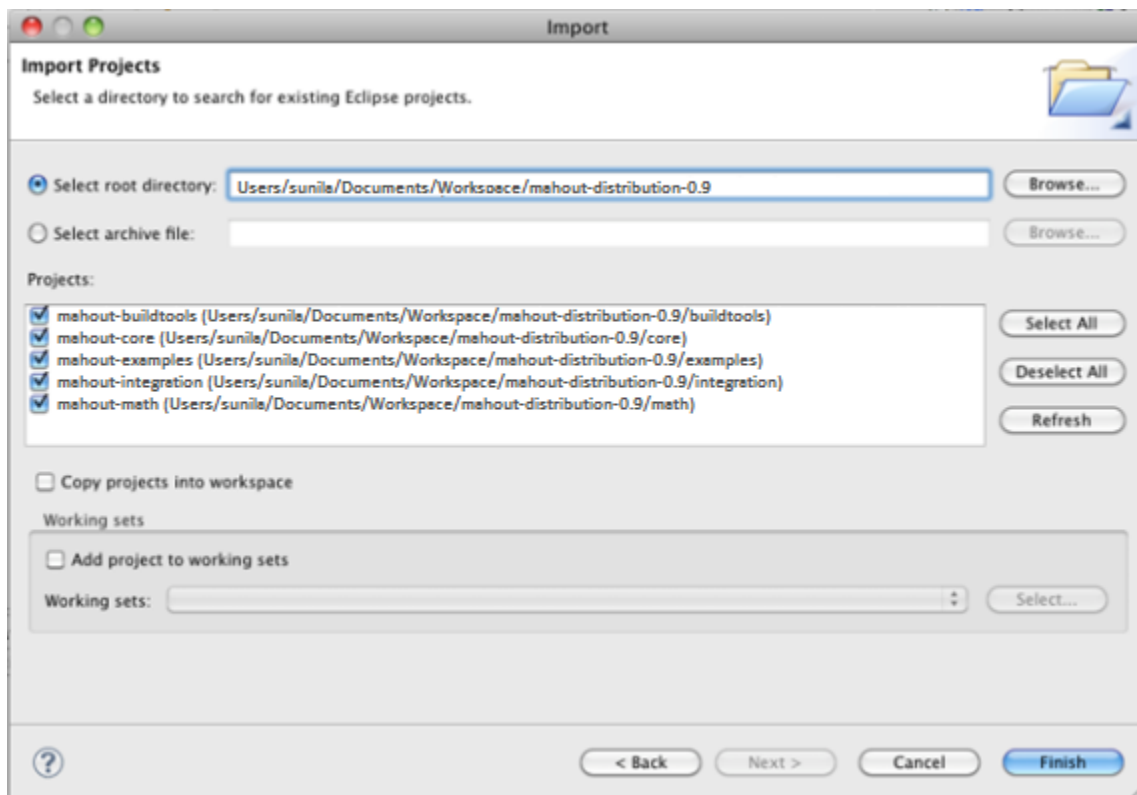 Import
Import Projects
Select a directory to search for existing Eclipse projects.
Select root directory: Users/sunila/Documents/Workspace/mahout-distribution-0.9 Browse...
Select archive file: Browse...
Projects:
mahout-buildtools (Users/sunila/Documents/Workspace/mahout-distribution-0.9/buildtools)
mahout-core (Users/sunila/Documents/Workspace/mahout-distribution-0.9/core)
mahout-examples (Users/sunila/Documents/Workspace/mahout-distribution-0.9/examples)
mahout-integration (Users/sunila/Documents/Workspace/mahout-distribution-0.9/integration)
mahout-math (Users/sunila/Documents/Workspace/mahout-distribution-0.9/math)
Select All
Deselect All
Refresh
Copy projects into workspace
Working sets
Add project to working sets
Working sets: Select...
? < Back Next > Cancel Finish